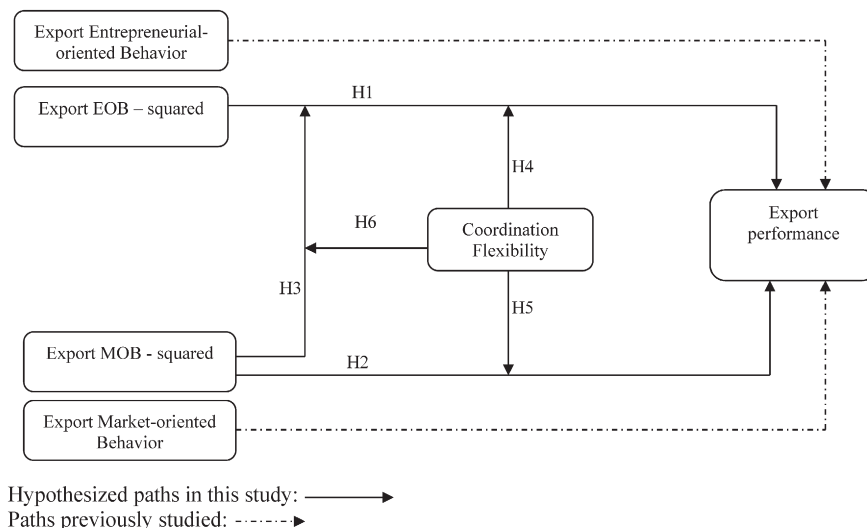 Export Entrepreneurial-
oriented Behavior
Export EOB – squared
H1
H4
Export
performance
Coordination
Flexibility
H6
H3
H5
Export MOB - squared
H2
Export Market-oriented
Behavior
Hypothesized paths in this study:
Paths previously studied: